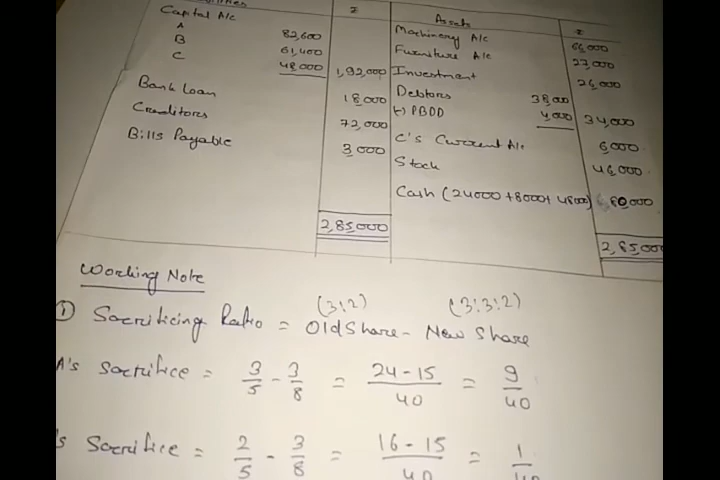 ₹ Assets ₹
Capital A/c
A 82,600
B 61,400
C 48,000 1,92,000
Bank Loan 18,000
Creditors 72,000
Bills Payable 3,000
2,85,000
Machinery A/c 66,000
Furniture A/c 27,000
Investment 26,000
Debtors 38,000
(-) PBDD 4,000 34,000
C's Current A/c 6,000
Stock 46,000
Cash (24000 + 8000 + 48000) 80,000
2,85,000
Working Note
(3:2) (3:3:2)
① Sacrificing Ratio = Old Share - New Share
A's Sacrifice = 3/5 - 3/8 = 24-15/40 = 9/40
's Sacrifice = 2/5 - 3/8 = 16-15/40 = 1/40